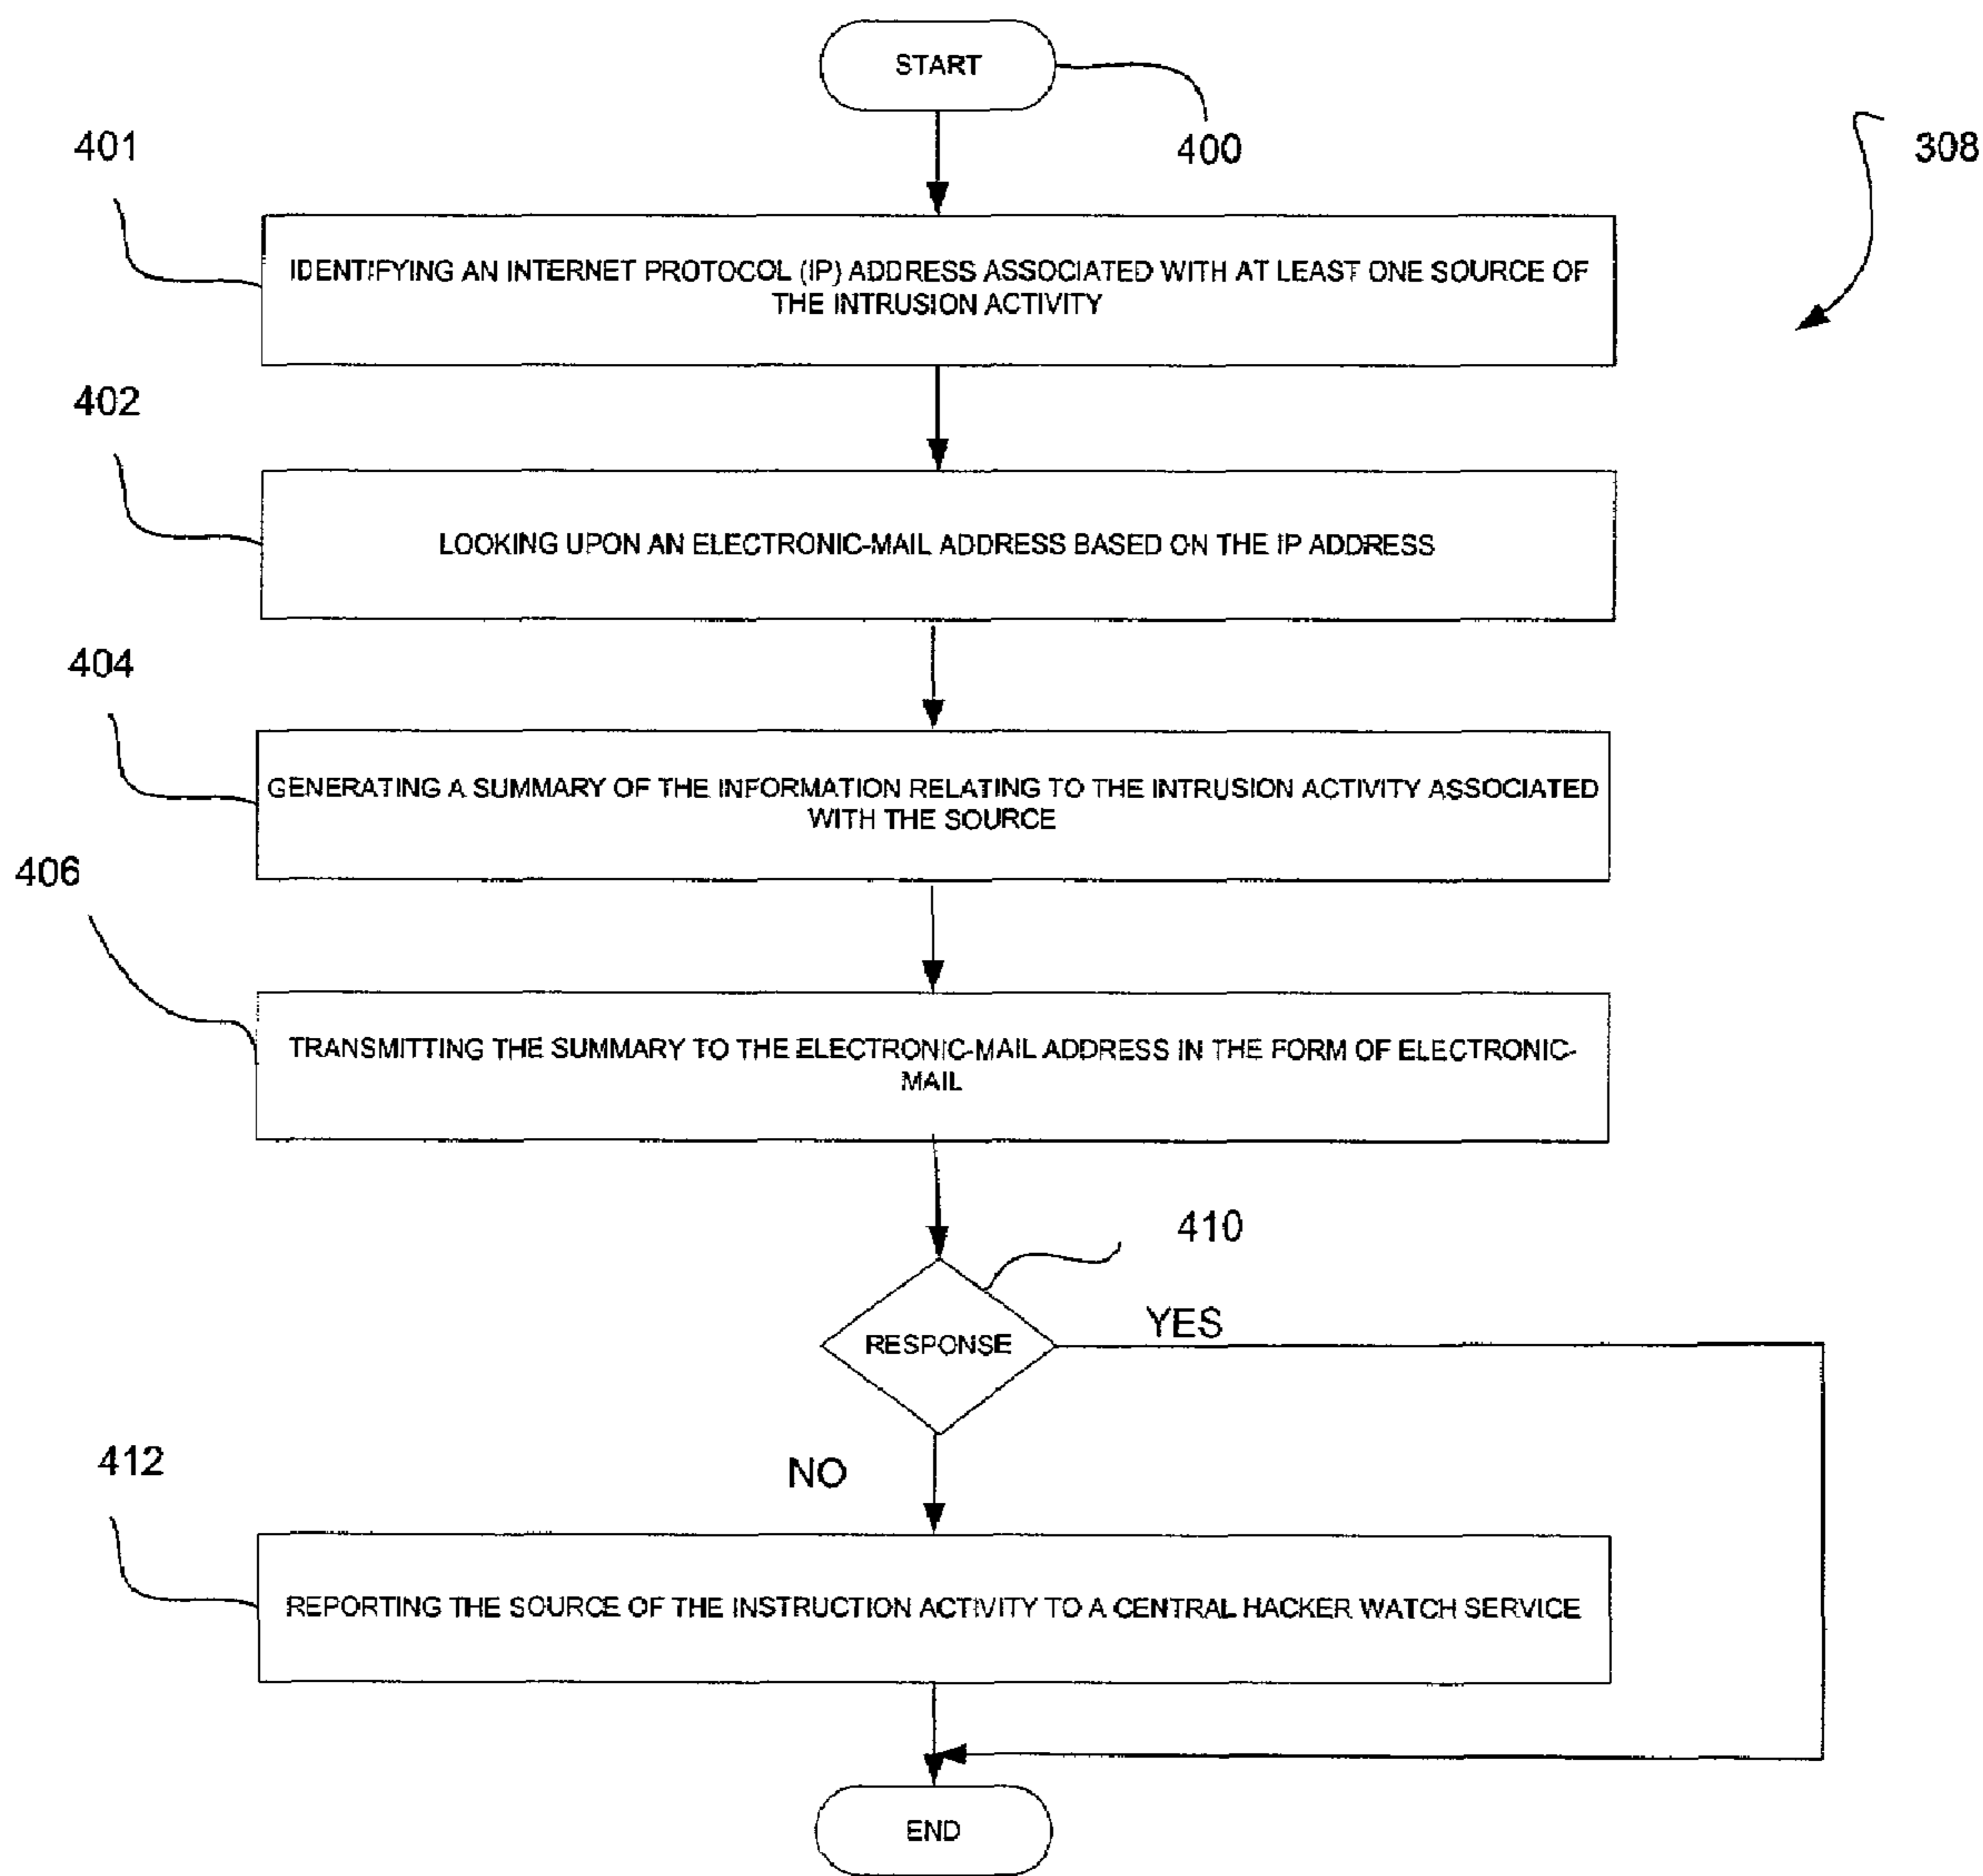 START
400
308
401
IDENTIFYING AN INTERNET PROTOCOL (IP) ADDRESS ASSOCIATED WITH AT LEAST ONE SOURCE OF
THE INTRUSION ACTIVITY
402
LOOKING UPON AN ELECTRONIC-MAIL ADDRESS BASED ON THE IP ADDRESS
404
GENERATING A SUMMARY OF THE INFORMATION RELATING TO THE INTRUSION ACTIVITY ASSOCIATED
WITH THE SOURCE
406
TRANSMITTING THE SUMMARY TO THE ELECTRONIC-MAIL ADDRESS IN THE FORM OF ELECTRONIC-
MAIL
410
RESPONSE
YES
NO
412
REPORTING THE SOURCE OF THE INSTRUCTION ACTIVITY TO A CENTRAL HACKER WATCH SERVICE
END